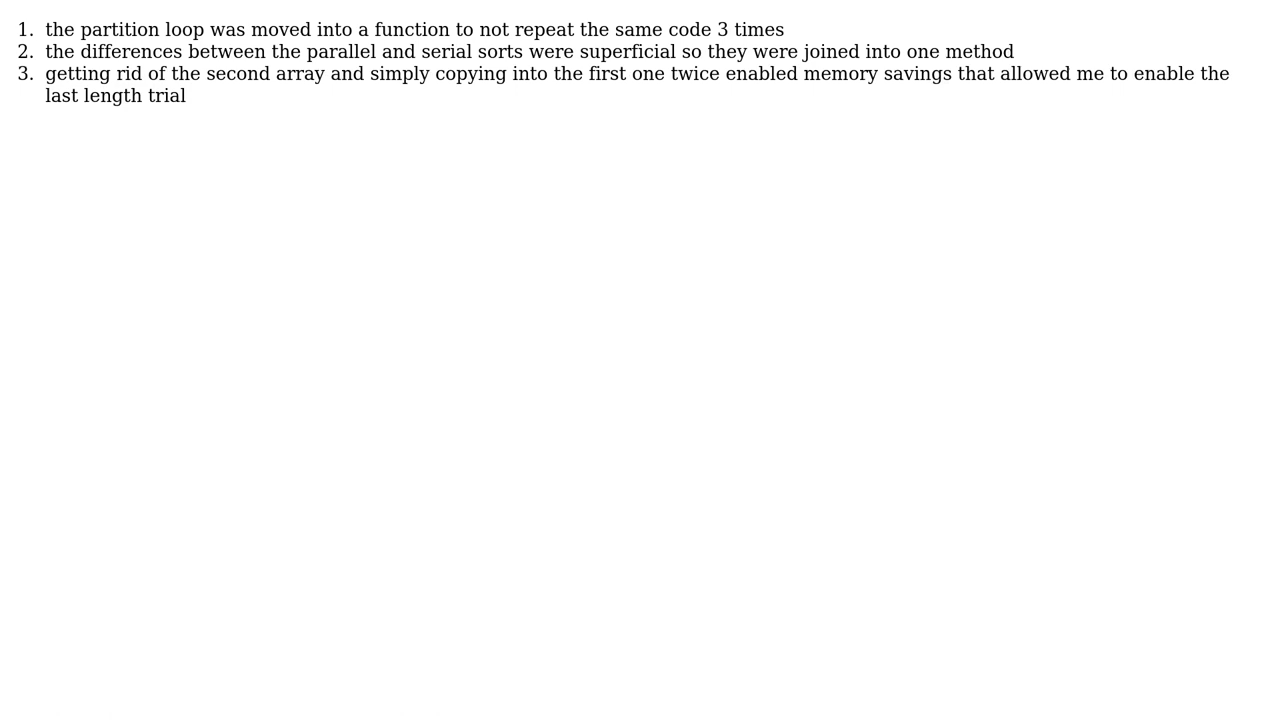 1. the partition loop was moved into a function to not repeat the same code 3 times
2. the differences between the parallel and serial sorts were superficial so they were joined into one method
3. getting rid of the second array and simply copying into the first one twice enabled memory savings that allowed me to enable the
last length trial